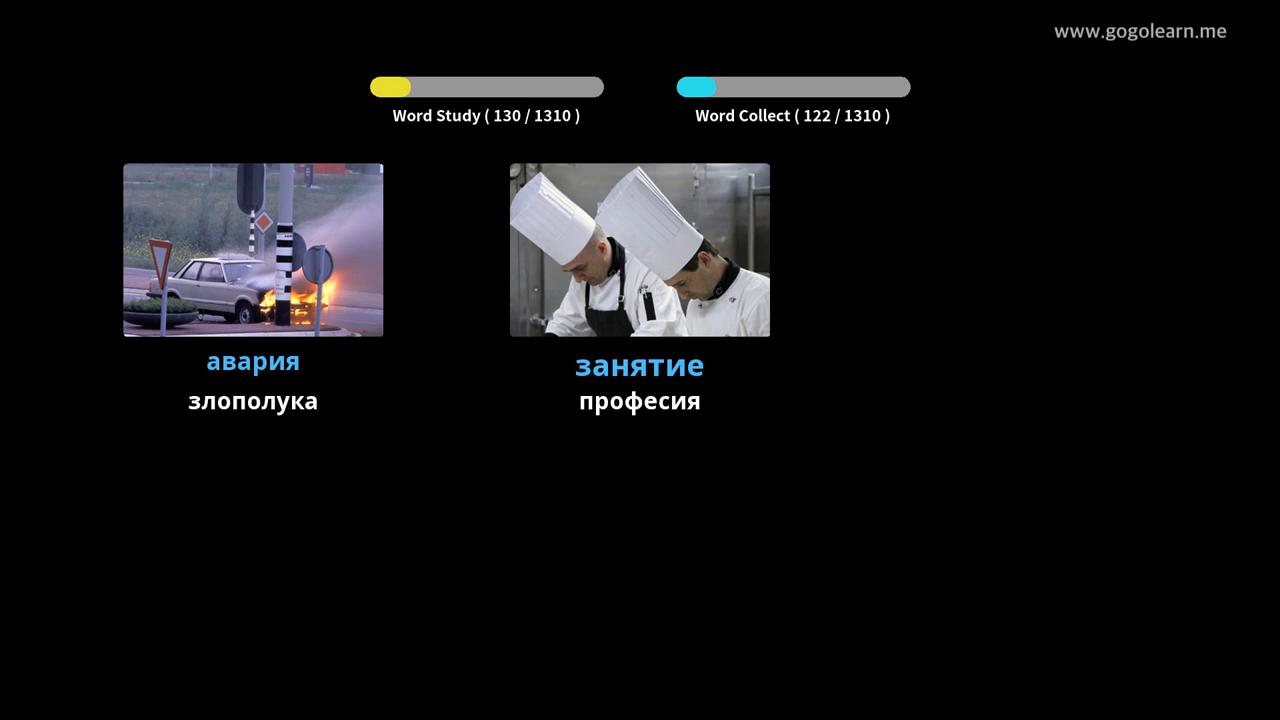 www.gogolearn.me
Word Study ( 130 / 1310 )
Word Collect ( 122 / 1310 )
авария
злополука
занятие
професия